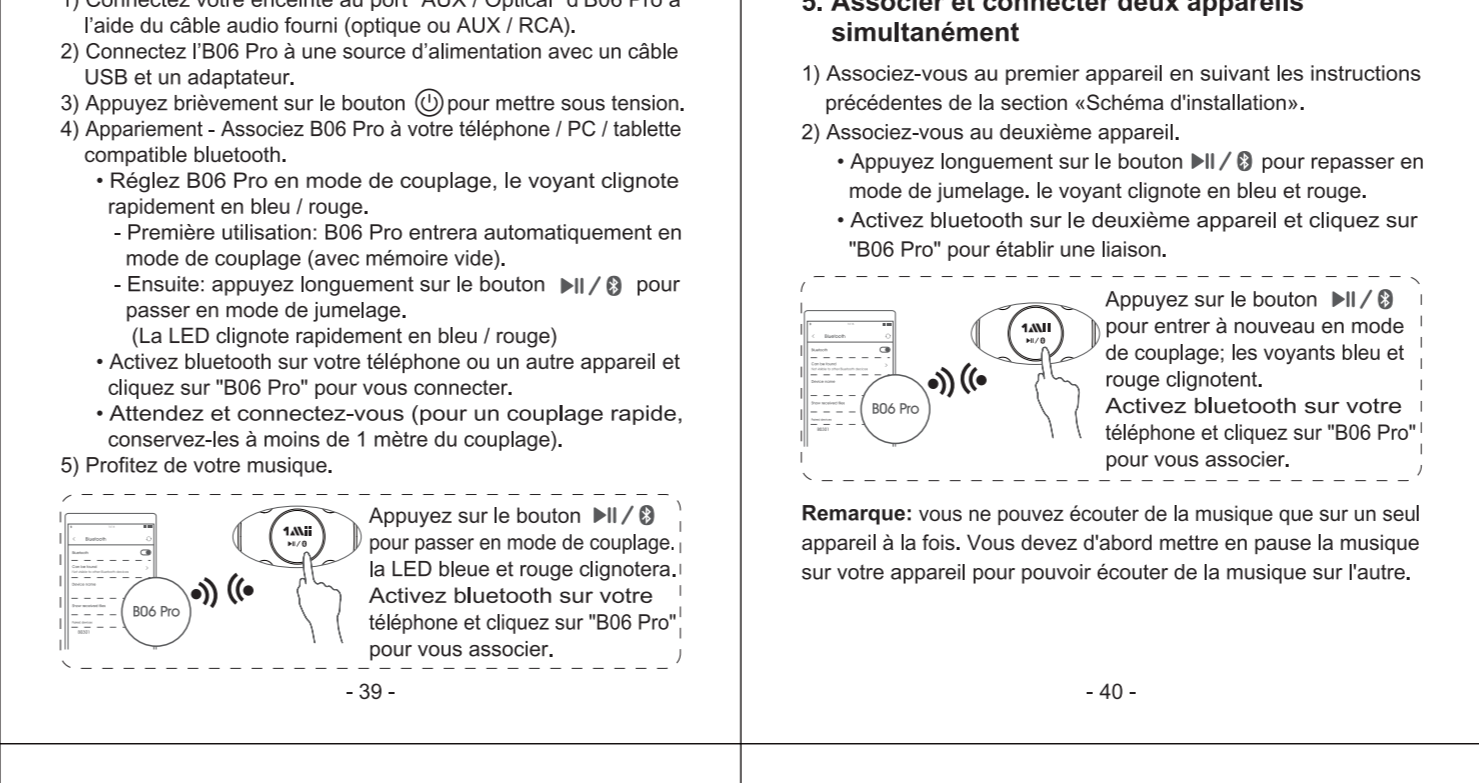 1) Connectez votre enceinte au port "AUX / Optical" d'B06 Pro à
l'aide du câble audio fourni (optique ou AUX / RCA).
2) Connectez l'B06 Pro à une source d'alimentation avec un câble
USB et un adaptateur.
3) Appuyez brièvement sur le bouton pour mettre sous tension.
4) Appariement - Associez B06 Pro à votre téléphone / PC / tablette
compatible bluetooth.
• Réglez B06 Pro en mode de couplage, le voyant clignote
rapidement en bleu / rouge.
- Première utilisation: B06 Pro entrera automatiquement en
mode de couplage (avec mémoire vide).
- Ensuite: appuyez longuement sur le bouton / pour
passer en mode de jumelage.
(La LED clignote rapidement en bleu / rouge)
• Activez bluetooth sur votre téléphone ou un autre appareil et
cliquez sur "B06 Pro" pour vous connecter.
• Attendez et connectez-vous (pour un couplage rapide,
conservez-les à moins de 1 mètre du couplage).
5) Profitez de votre musique.
Bluetooth
Bluetooth
Can be found
Device name
B06 Pro
1Mii
Appuyez sur le bouton /
pour passer en mode de couplage.
la LED bleue et rouge clignotera.
Activez bluetooth sur votre
téléphone et cliquez sur "B06 Pro"
pour vous associer.
- 39 -
5. Associer et connecter deux appareils
simultanément
1) Associez-vous au premier appareil en suivant les instructions
précédentes de la section «Schéma d'installation».
2) Associez-vous au deuxième appareil.
• Appuyez longuement sur le bouton / pour repasser en
mode de jumelage. le voyant clignote en bleu et rouge.
• Activez bluetooth sur le deuxième appareil et cliquez sur
"B06 Pro" pour établir une liaison.
Bluetooth
Bluetooth
Can be found
Device name
B06 Pro
1MII
Appuyez sur le bouton /
pour entrer à nouveau en mode
de couplage; les voyants bleu et
rouge clignotent.
Activez bluetooth sur votre
téléphone et cliquez sur "B06 Pro"
pour vous associer.
Remarque: vous ne pouvez écouter de la musique que sur un seul
appareil à la fois. Vous devez d'abord mettre en pause la musique
sur votre appareil pour pouvoir écouter de la musique sur l'autre.
- 40 -